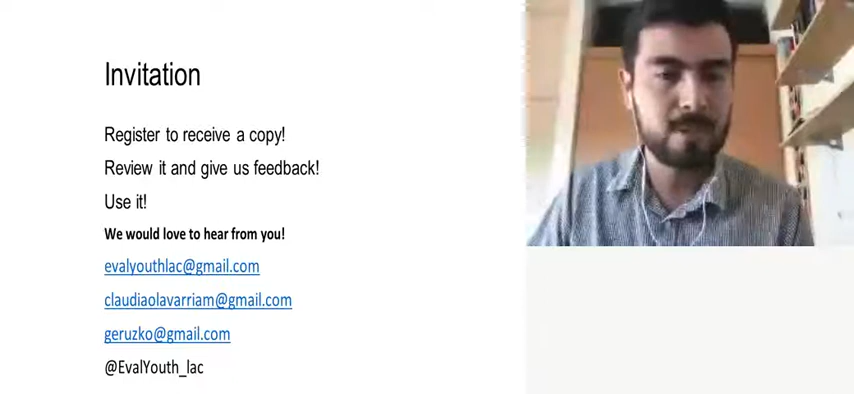 Invitation
Register to receive a copy!
Review it and give us feedback!
Use it!
We would love to hear from you!
evalyouthlac@gmail.com
claudiaolavarriam@gmail.com
geruzko@gmail.com
@EvalYouth_lac